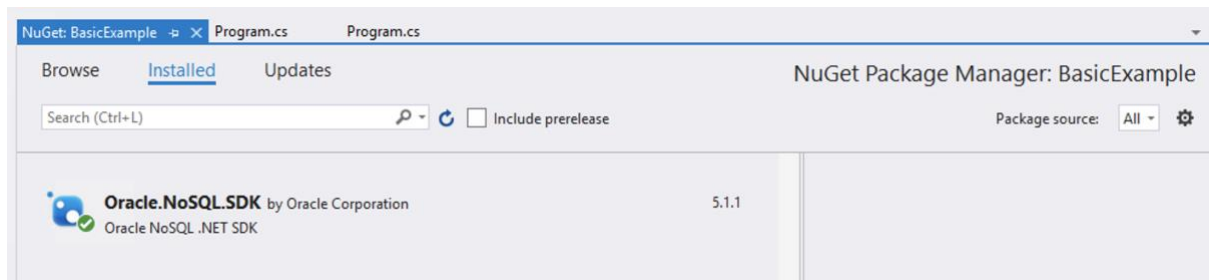 NuGet: BasicExample Program.cs Program.cs
Browse Installed Updates NuGet Package Manager: BasicExample
Search (Ctrl+L) Include prerelease Package source: All
Oracle.NoSQL.SDK by Oracle Corporation 5.1.1
Oracle NoSQL .NET SDK